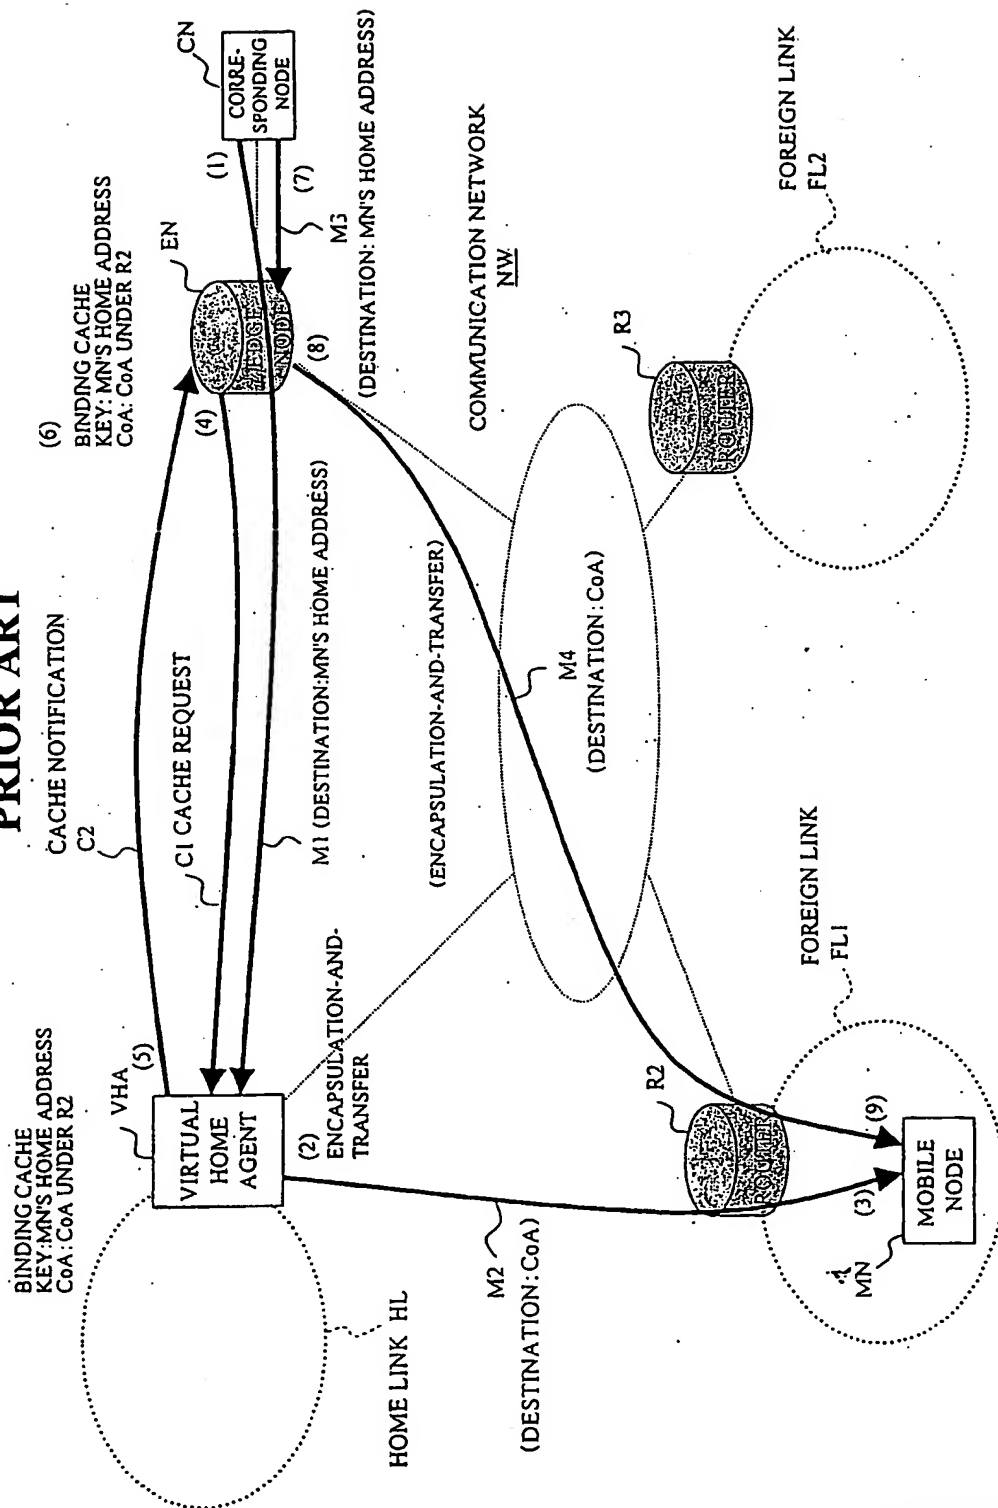 PRIOR ART
BINDING CACHE
KEY:MN'S HOME ADDRESS
CoA:CoA UNDER R2
VHA
(5)
VIRTUAL
HOME
AGENT
CACHE NOTIFICATION
C2
C1 CACHE REQUEST
M1 (DESTINATION:MN'S HOME ADDRESS)
(6)
BINDING CACHE
KEY: MN'S HOME ADDRESS
CoA: CoA UNDER R2
EN
(4)
EDGE
NODE
(8)
CN
CORRE-
SPONDING
NODE
(1)
(7)
M3
(DESTINATION: MN'S HOME ADDRESS)
(2)
ENCAPSULATION-AND-
TRANSFER
(ENCAPSULATION-AND-TRANSFER)
COMMUNICATION NETWORK
NW
HOME LINK HL
M2
(DESTINATION:CoA)
M4
(DESTINATION:CoA)
R2
ROUTER
R3
ROUTER
FOREIGN LINK
FL1
FOREIGN LINK
FL2
(3)
(9)
MOBILE
NODE
MN